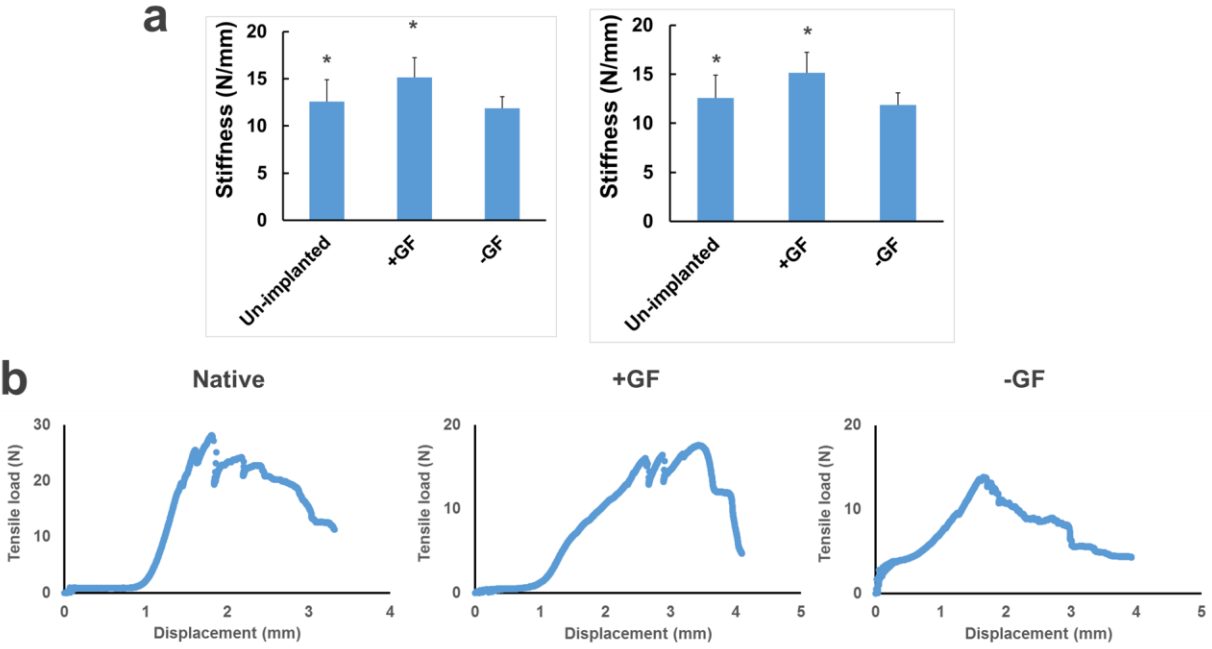 a
Stiffness (N/mm)
20
15
10
5
0
*
*
Un-implanted
+GF
-GF
Stiffness (N/mm)
20
15
10
5
0
*
*
Un-implanted
+GF
-GF
b
Native
Tensile load (N)
30
20
10
0
0 1 2 3 4
Displacement (mm)
+GF
Tensile load (N)
20
10
0
0 1 2 3 4 5
Displacement (mm)
-GF
Tensile load (N)
20
10
0
0 1 2 3 4 5
Displacement (mm)